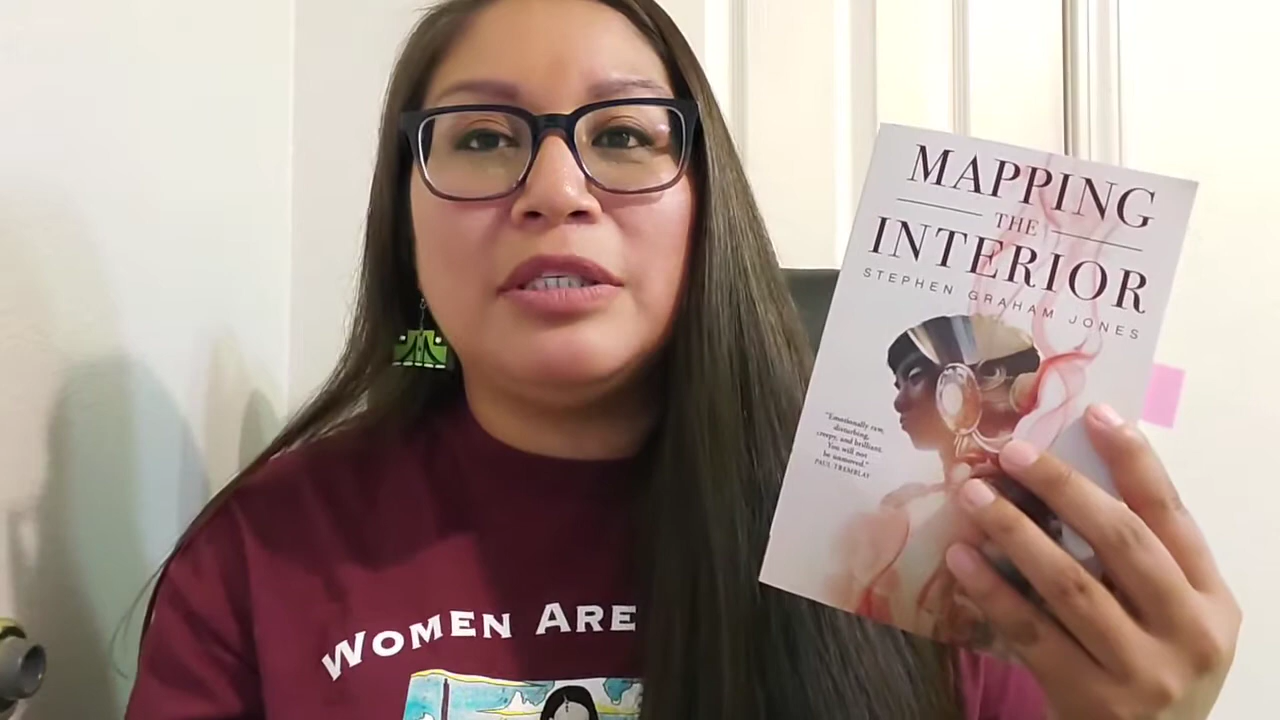 MAPPING
THE
INTERIOR
STEPHEN GRAHAM JONES
"Emotionally raw,
disturbing,
creepy, and brilliant.
You will not
be unmoved."
PAUL TREMBLAY
WOMEN ARE